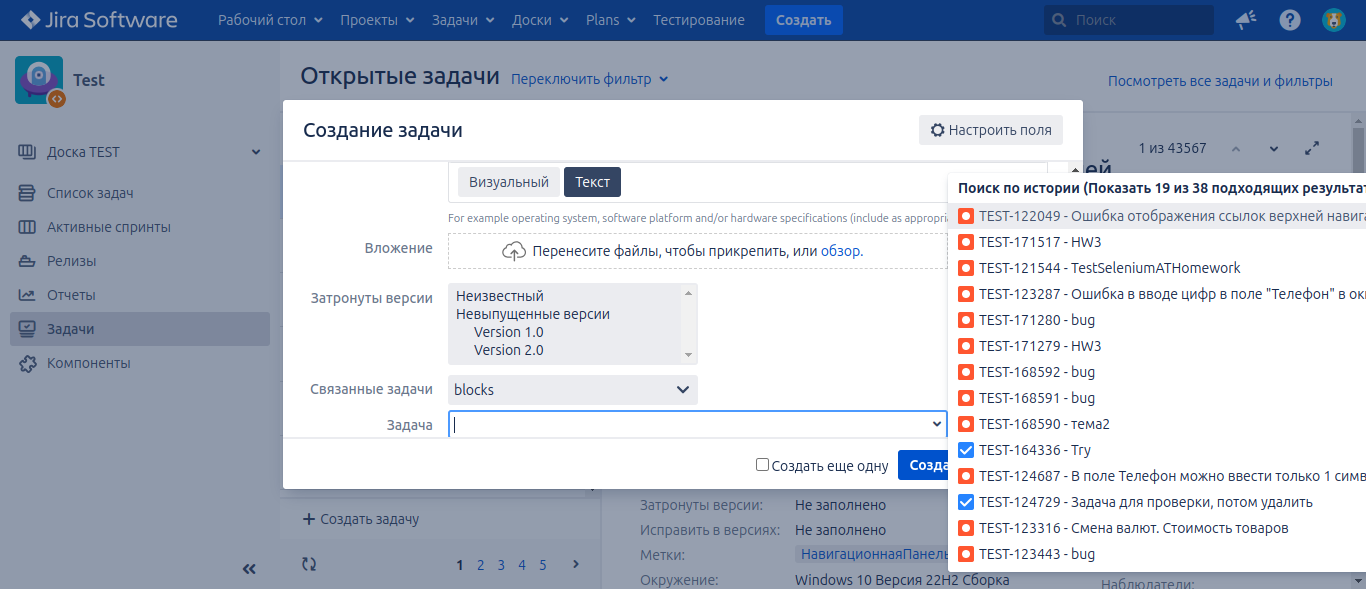 Jira Software
Рабочий стол Проекты Задачи Доски Plans Тестирование Создать Поиск
Test
Открытые задачи Переключить фильтр
Посмотреть все задачи и фильтры
Доска TEST
Список задач
Активные спринты
Релизы
Отчеты
Задачи
Компоненты
1 из 43567
Создание задачи
Настроить поля
Визуальный Текст
For example operating system, software platform and/or hardware specifications (include as appropria
Вложение
Перенесите файлы, чтобы прикрепить, или обзор.
Затронуты версии
Неизвестный
Невыпущенные версии
Version 1.0
Version 2.0
Связанные задачи
blocks
Задача
Создать еще одну
Созда
ей
Поиск по истории (Показать 19 из 38 подходящих результат
TEST-122049 - Ошибка отображения ссылок верхней навига
TEST-171517 - HW3
TEST-121544 - TestSeleniumATHomework
TEST-123287 - Ошибка в вводе цифр в поле "Телефон" в окн
TEST-171280 - bug
TEST-171279 - HW3
TEST-168592 - bug
TEST-168591 - bug
TEST-168590 - тема2
TEST-164336 - Try
TEST-124687 - В поле Телефон можно ввести только 1 симв
TEST-124729 - Задача для проверки, потом удалить
TEST-123316 - Смена валют. Стоимость товаров
TEST-123443 - bug
Создать задачу
1 2 3 4 5
Затронуты версии: Не заполнено
Исправить в версиях: Не заполнено
Метки: НавигационнаяПанель
Окружение: Windows 10 Версия 22H2 Сборка
Наблюдатели: